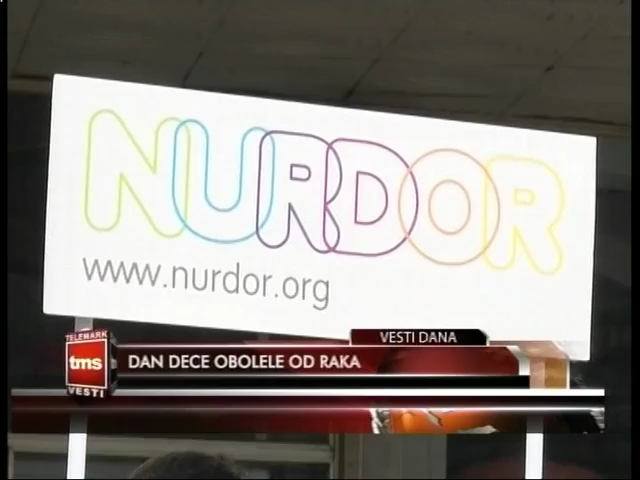 NURDOR
www.nurdor.org
VESTI DANA
TELEMARK
tms
VESTI
DAN DECE OBOLELE OD RAKA